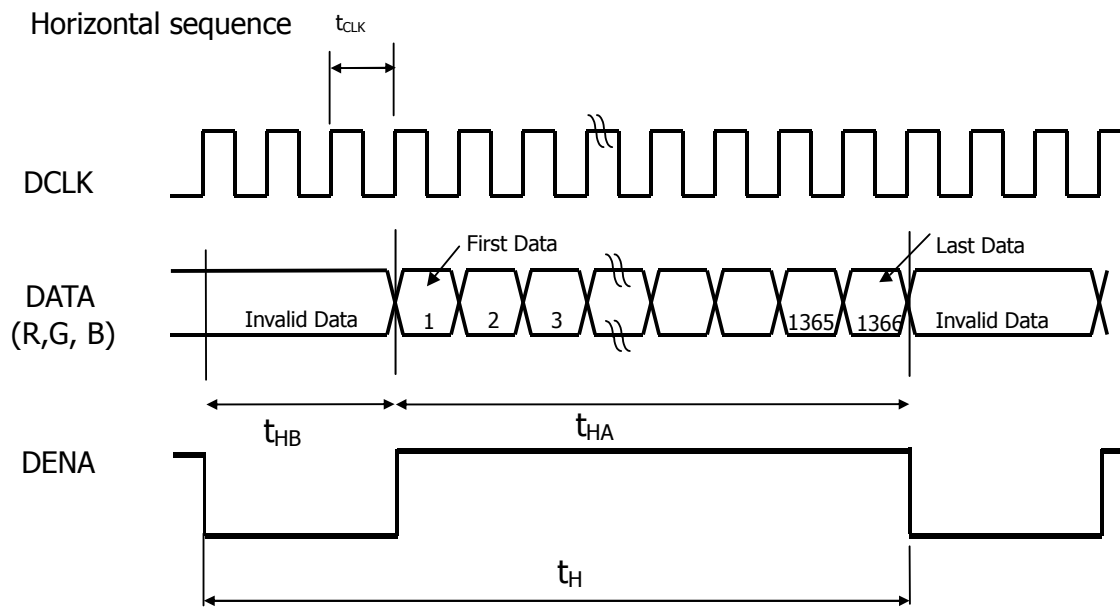 Horizontal sequence
tCLK
DCLK
First Data
Last Data
DATA
(R,G, B)
Invalid Data
1
2
3
1365
1366
Invalid Data
tHB
tHA
DENA
tH